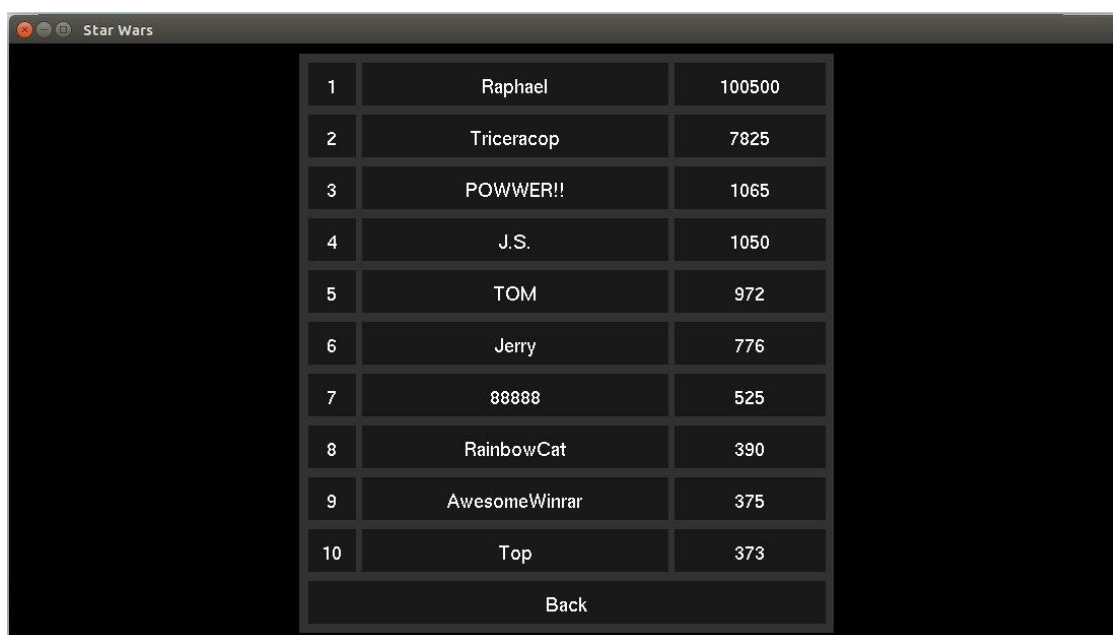 Star Wars
1 Raphael 100500
2 Triceracop 7825
3 POWWER!! 1065
4 J.S. 1050
5 TOM 972
6 Jerry 776
7 88888 525
8 RainbowCat 390
9 AwesomeWinrar 375
10 Top 373
Back